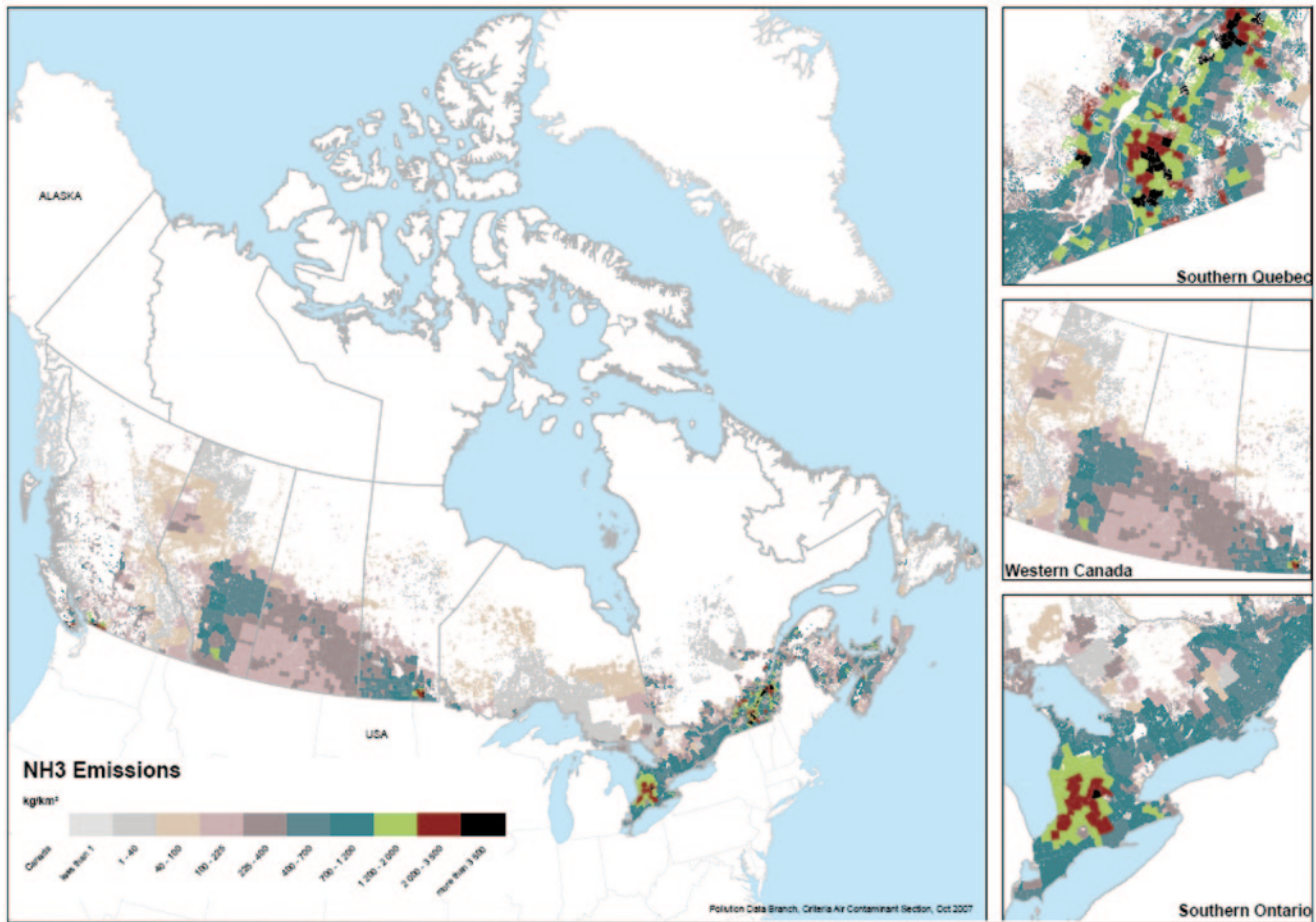 ALASKA
USA
NH3 Emissions
kg/km²
Canada
less than 1
1 - 40
40 - 100
100 - 225
225 - 400
400 - 700
700 - 1 200
1 200 - 2 000
2 000 - 3 500
more than 3 500
Pollution Data Branch, Criteria Air Contaminant Section, Oct 2007
Southern Quebec
Western Canada
Southern Ontario